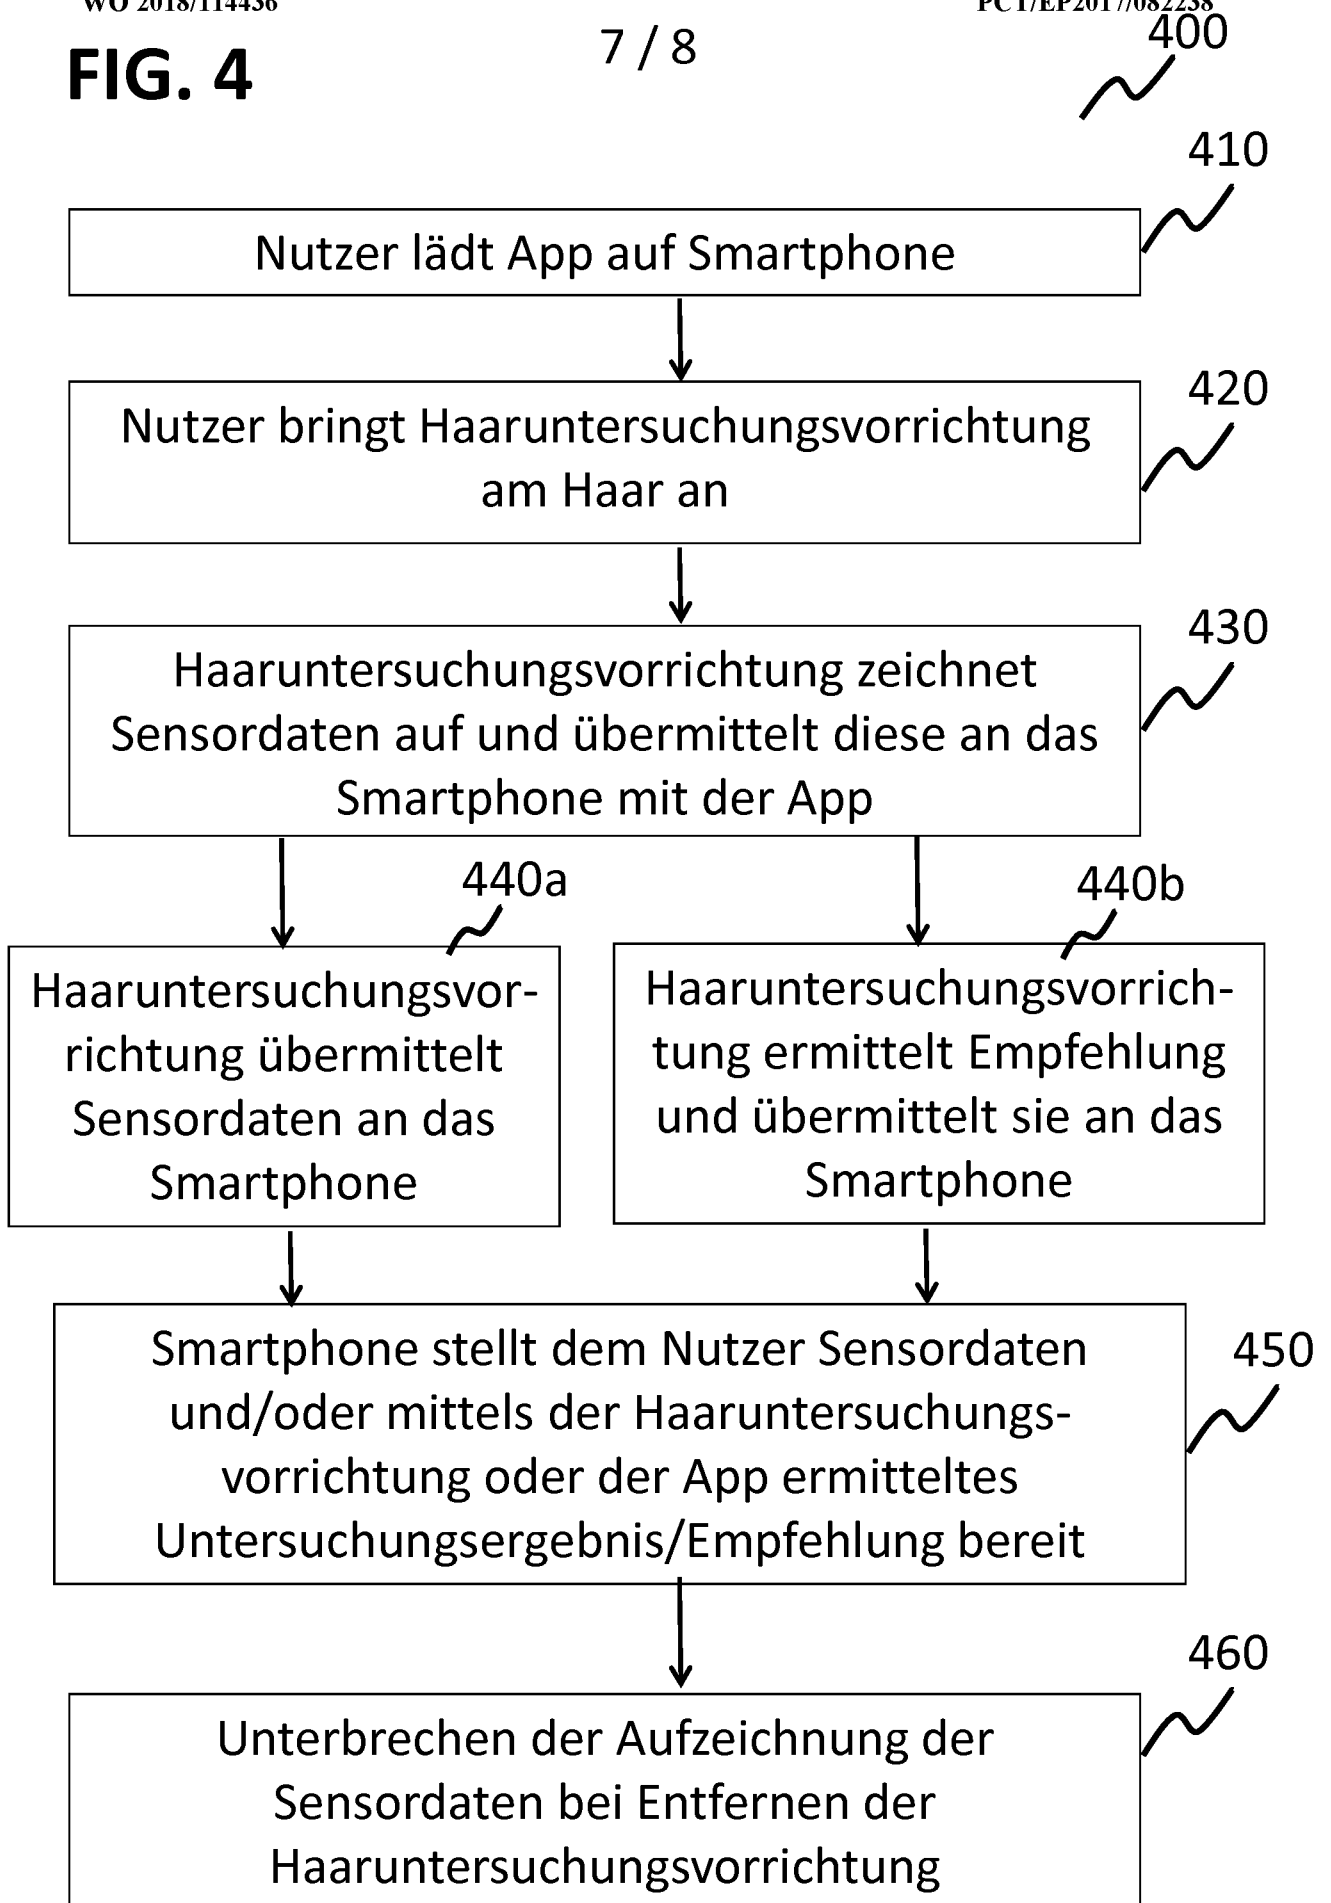 WO 2018/114436
PCT/EP2017/082238
FIG. 4
7 / 8
400
410
Nutzer lädt App auf Smartphone
420
Nutzer bringt Haaruntersuchungsvorrichtung
am Haar an
430
Haaruntersuchungsvorrichtung zeichnet
Sensordaten auf und übermittelt diese an das
Smartphone mit der App
440a
440b
Haaruntersuchungsvor-
richtung übermittelt
Sensordaten an das
Smartphone
Haaruntersuchungsvorrich-
tung ermittelt Empfehlung
und übermittelt sie an das
Smartphone
450
Smartphone stellt dem Nutzer Sensordaten
und/oder mittels der Haaruntersuchungs-
vorrichtung oder der App ermitteltes
Untersuchungsergebnis/Empfehlung bereit
460
Unterbrechen der Aufzeichnung der
Sensordaten bei Entfernen der
Haaruntersuchungsvorrichtung